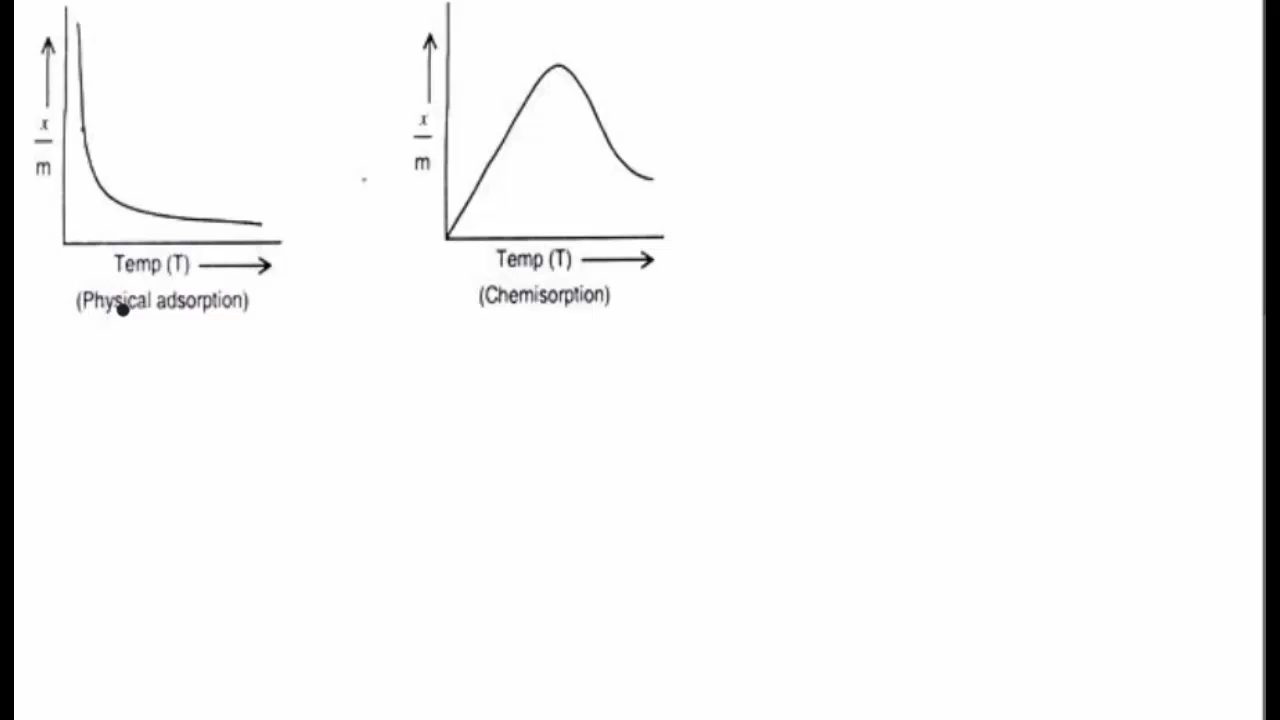 x
m
Temp (T)
(Physical adsorption)
x
m
Temp (T)
(Chemisorption)